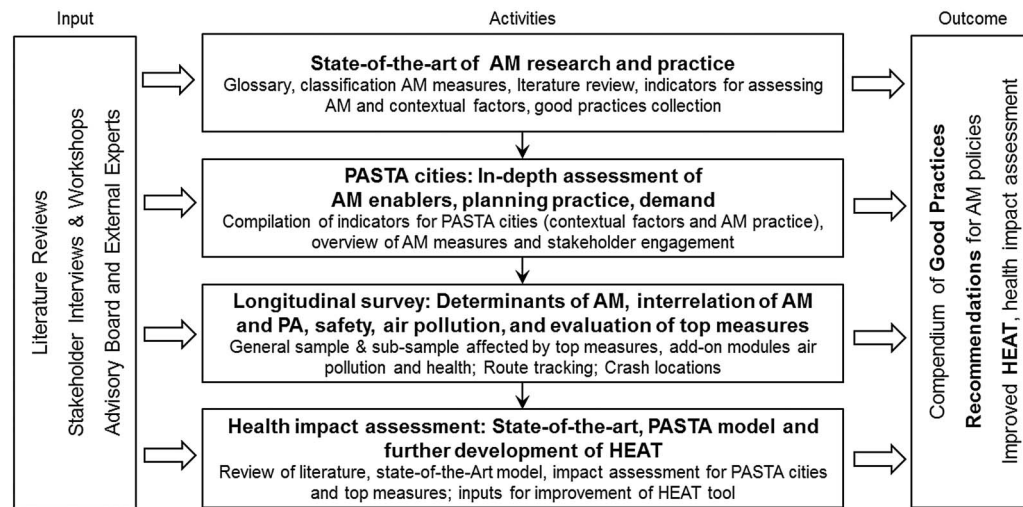 Input
Activities
Outcome
Literature Reviews
Stakeholder Interviews & Workshops
Advisory Board and External Experts
State-of-the-art of AM research and practice
Glossary, classification AM measures, literature review, indicators for assessing
AM and contextual factors, good practices collection
PASTA cities: In-depth assessment of
AM enablers, planning practice, demand
Compilation of indicators for PASTA cities (contextual factors and AM practice),
overview of AM measures and stakeholder engagement
Longitudinal survey: Determinants of AM, interrelation of AM
and PA, safety, air pollution, and evaluation of top measures
General sample & sub-sample affected by top measures, add-on modules air
pollution and health; Route tracking; Crash locations
Health impact assessment: State-of-the-art, PASTA model and
further development of HEAT
Review of literature, state-of-the-Art model, impact assessment for PASTA cities
and top measures; inputs for improvement of HEAT tool
Compendium of Good Practices
Recommendations for AM policies
Improved HEAT, health impact assessment